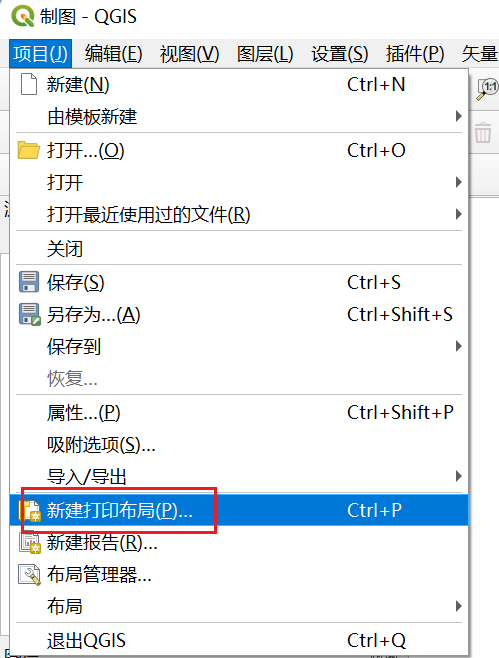 制图 - QGIS
项目(J) 编辑(E) 视图(V) 图层(L) 设置(S) 插件(P) 矢量
新建(N) Ctrl+N
1:1
由模板新建
打开...(O) Ctrl+O
打开
打开最近使用过的文件(R)
关闭
保存(S) Ctrl+S
另存为...(A) Ctrl+Shift+S
保存到
恢复...
属性...(P) Ctrl+Shift+P
吸附选项(S)...
导入/导出
新建打印布局(P)... Ctrl+P
新建报告(R)...
布局管理器...
布局
退出QGIS Ctrl+Q